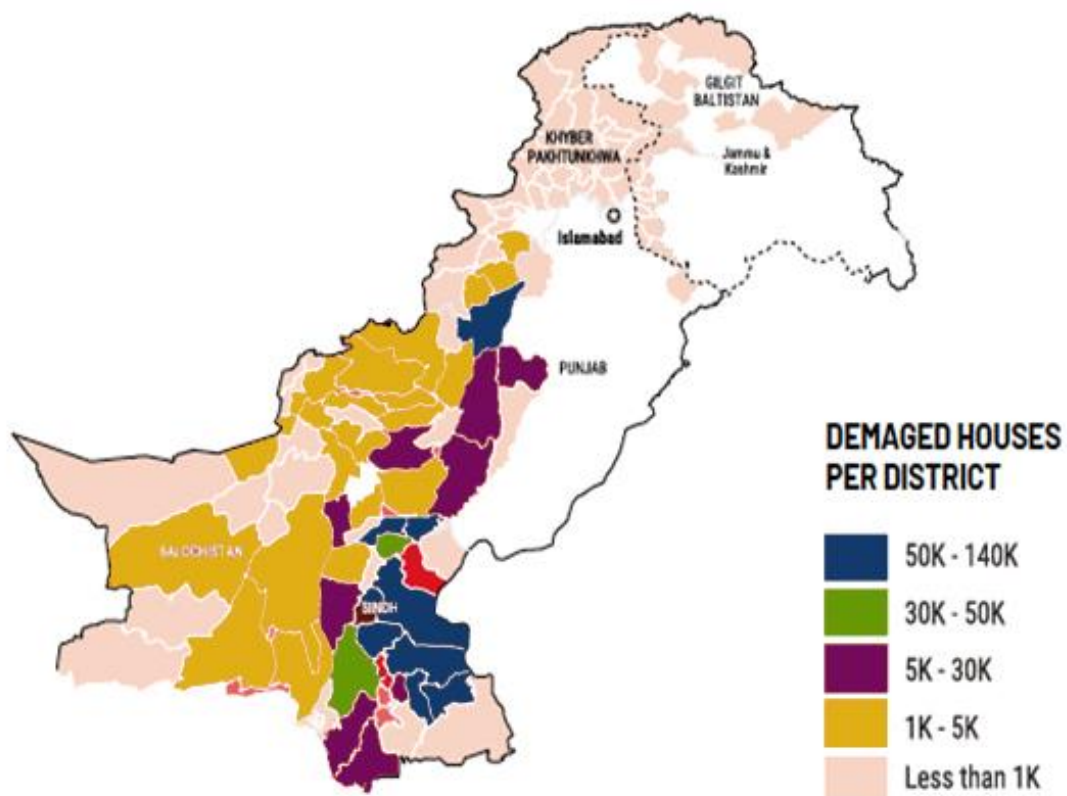 GILGIT
BALTISTAN
KHYBER
PAKHTUNKHWA
Jammu &
Kashmir
Islamabad
PUNJAB
DEMAGED HOUSES
PER DISTRICT
50K - 140K
30K - 50K
5K - 30K
1K - 5K
Less than 1K
BALOCHISTAN
SINDH